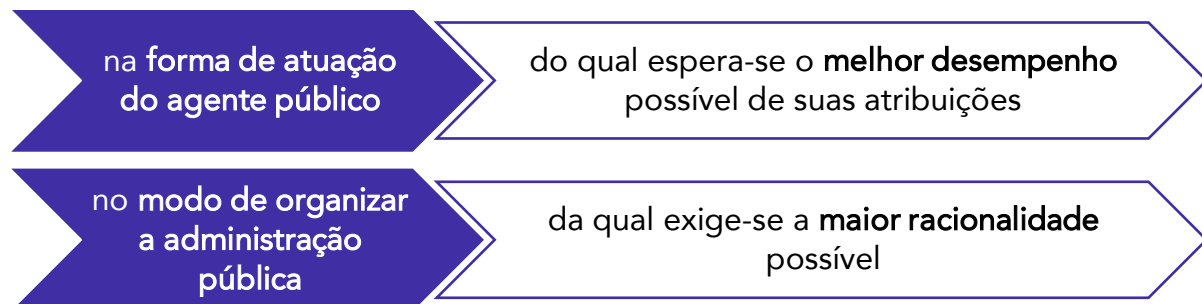 na forma de atuação
do agente público
do qual espera-se o melhor desempenho
possível de suas atribuições
no modo de organizar
a administração
pública
da qual exige-se a maior racionalidade
possível